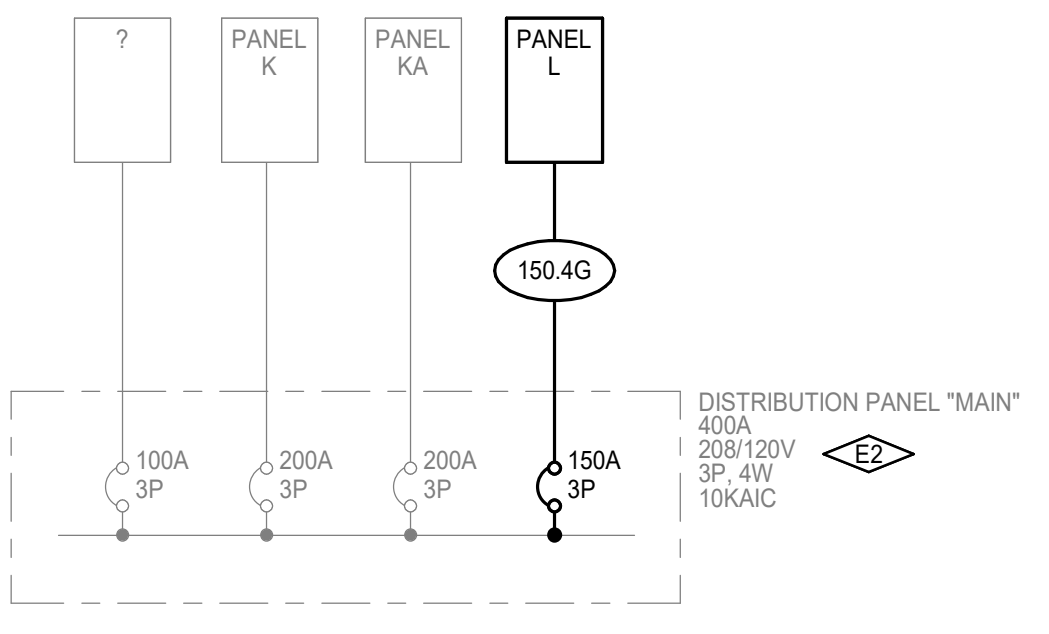 ?
PANEL
K
PANEL
KA
PANEL
L
150.4G
100A
3P
200A
3P
200A
3P
150A
3P
DISTRIBUTION PANEL "MAIN"
400A
208/120V
3P, 4W
10KAIC
E2